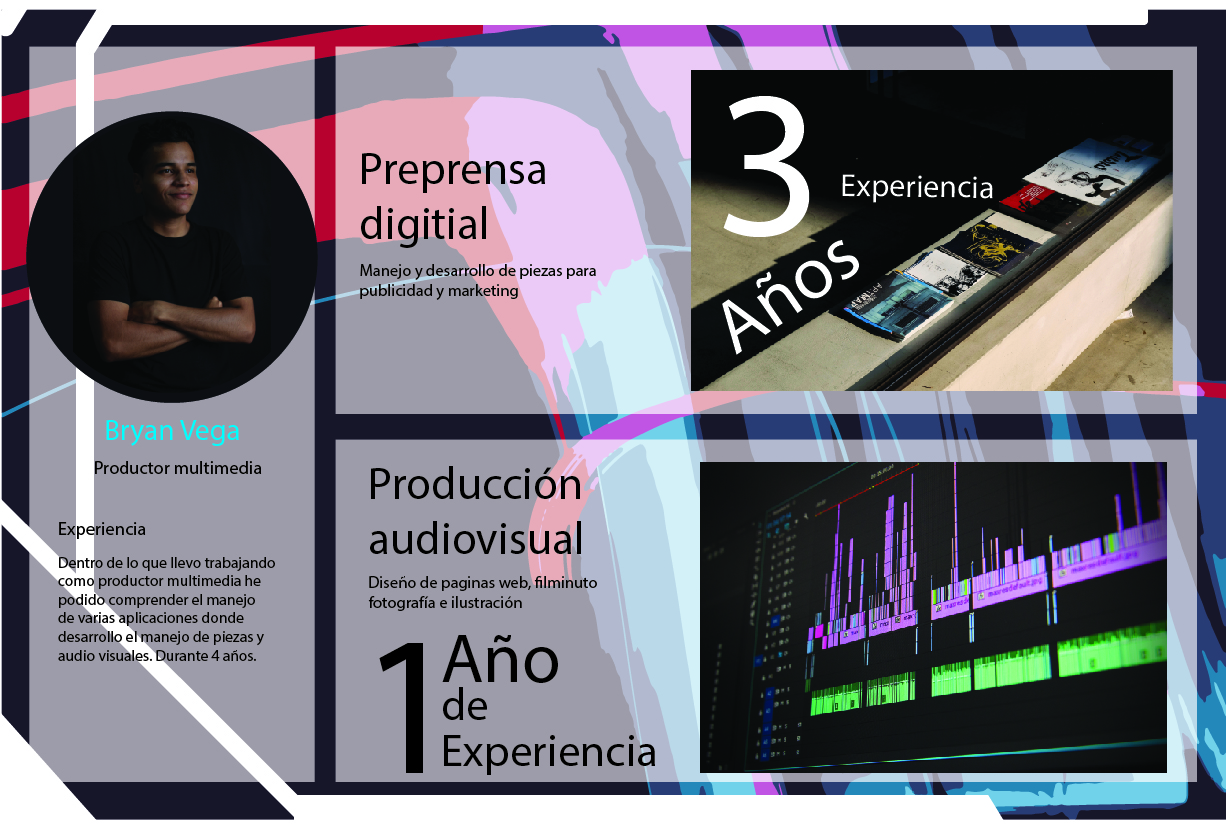 Bryan Vega
Productor multimedia
Experiencia
Dentro de lo que llevo trabajando
como productor multimedia he
podido comprender el manejo
de varias aplicaciones donde
desarrollo el manejo de piezas y
audio visuales. Durante 4 años.
Preprensa
digitial
Manejo y desarrollo de piezas para
publicidad y marketing
3
Experiencia
Años
Producción
audiovisual
Diseño de paginas web, filminuto
fotografía e ilustración
1 Año
de
Experiencia